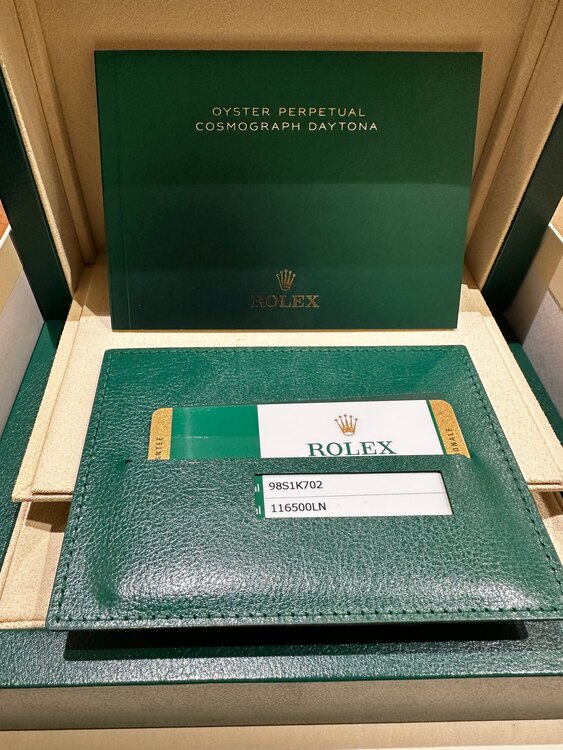 OYSTER PERPETUAL
COSMOGRAPH DAYTONA
ROLEX
ROLEX
98S1K702
116500LN